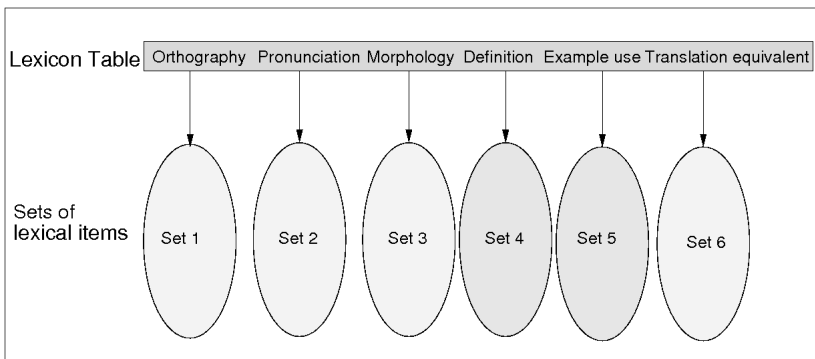 Lexicon Table Orthography Pronunciation Morphology Definition Example use Translation equivalent
Sets of
lexical items
Set 1 Set 2 Set 3 Set 4 Set 5 Set 6